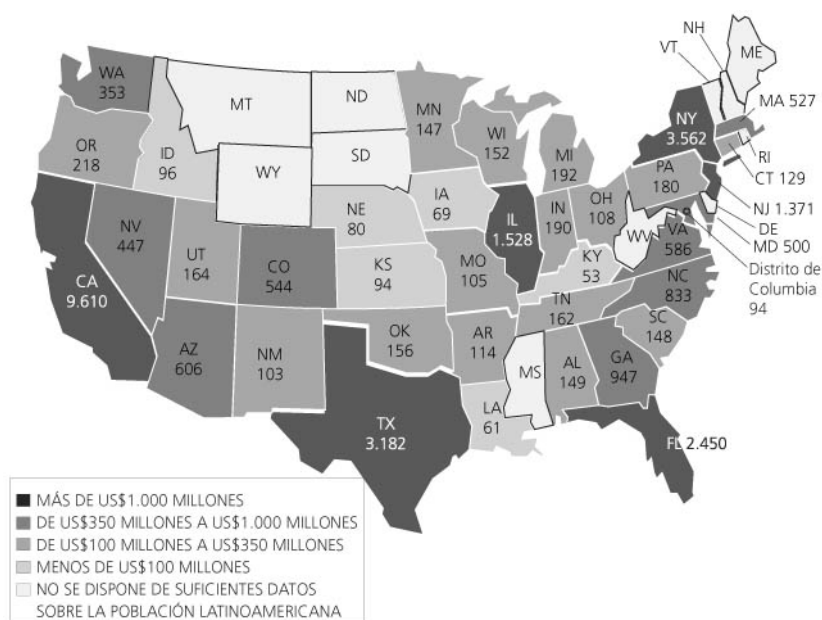 WA
353
OR
218
ID
96
MT
ND
SD
WY
MN
147
WI
152
MI
192
VT
NH
ME
MA 527
NY
3.562
RI
CT 129
PA
180
NJ 1.371
DE
MD 500
Distrito de
Columbia
94
NV
447
UT
164
CO
544
NE
80
IA
69
IL
1.528
IN
190
OH
108
WV
VA
586
CA
9.610
KS
94
MO
105
KY
53
NC
833
AZ
606
NM
103
OK
156
AR
114
TN
162
SC
148
MS
AL
149
GA
947
LA
61
TX
3.182
FL 2.450
MÁS DE US$1.000 MILLONES
DE US$350 MILLONES A US$1.000 MILLONES
DE US$100 MILLONES A US$350 MILLONES
MENOS DE US$100 MILLONES
NO SE DISPONE DE SUFICIENTES DATOS
SOBRE LA POBLACIÓN LATINOAMERICANA